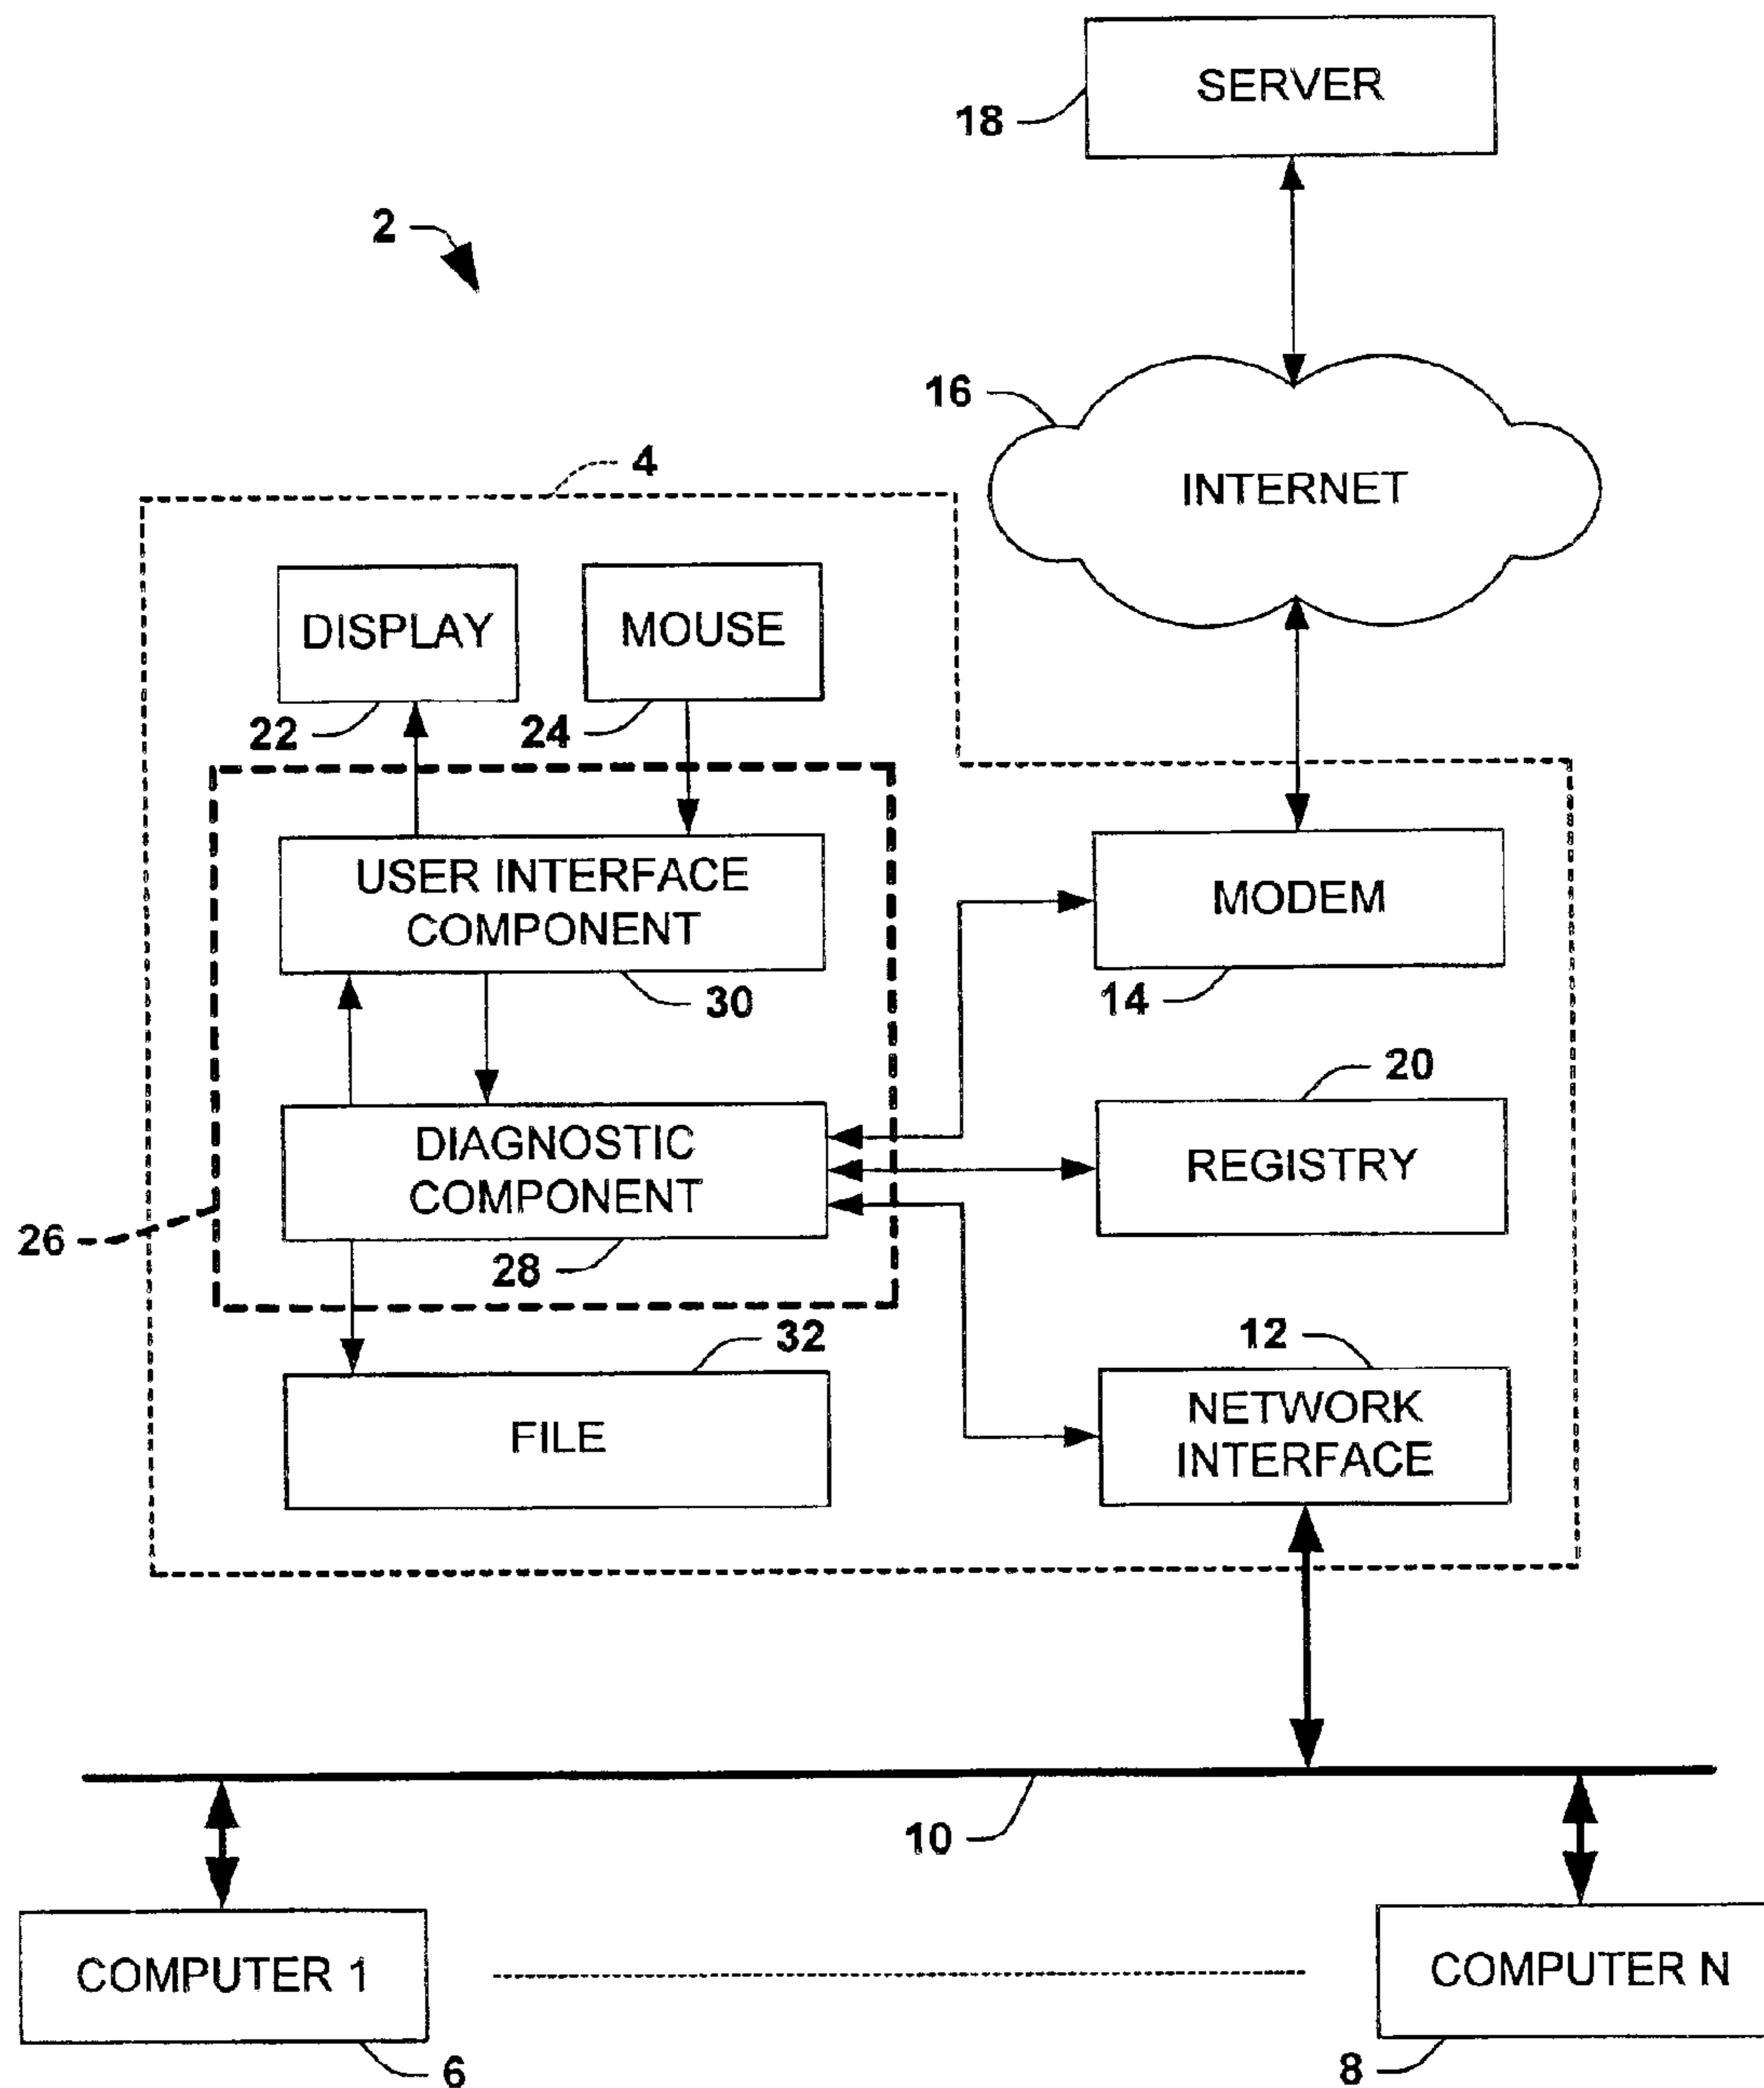 SERVER
18
2
16
INTERNET
4
DISPLAY
MOUSE
22
24
USER INTERFACE
COMPONENT
MODEM
30
14
20
DIAGNOSTIC
COMPONENT
REGISTRY
26
28
32
12
FILE
NETWORK
INTERFACE
10
COMPUTER 1
COMPUTER N
6
8